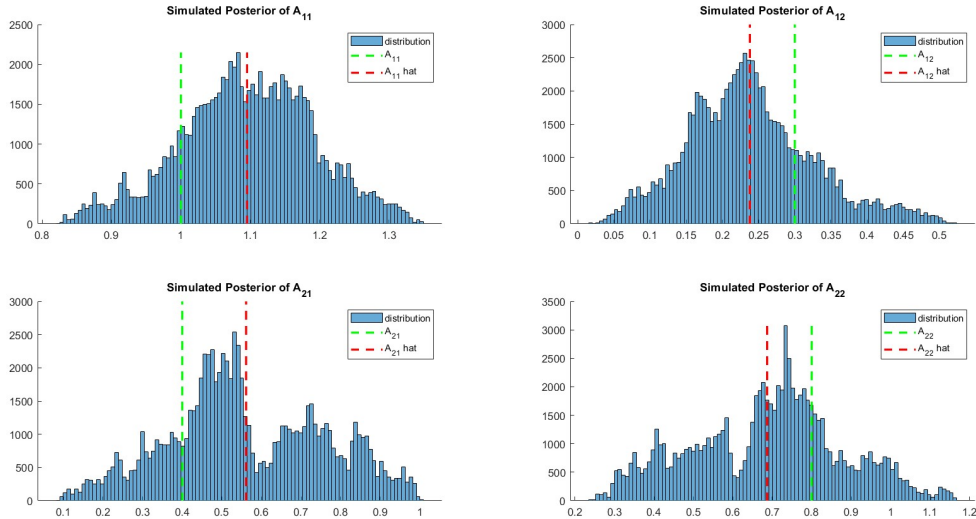 Simulated Posterior of A11
2500
2000
1500
1000
500
0
0.8 0.9 1 1.1 1.2 1.3
distribution
A11
A11 hat
Simulated Posterior of A12
3000
2500
2000
1500
1000
500
0
0 0.05 0.1 0.15 0.2 0.25 0.3 0.35 0.4 0.45 0.5
distribution
A12
A12 hat
Simulated Posterior of A21
3000
2500
2000
1500
1000
500
0
0.1 0.2 0.3 0.4 0.5 0.6 0.7 0.8 0.9 1
distribution
A21
A21 hat
Simulated Posterior of A22
3500
3000
2500
2000
1500
1000
500
0
0.2 0.3 0.4 0.5 0.6 0.7 0.8 0.9 1 1.1 1.2
distribution
A22
A22 hat